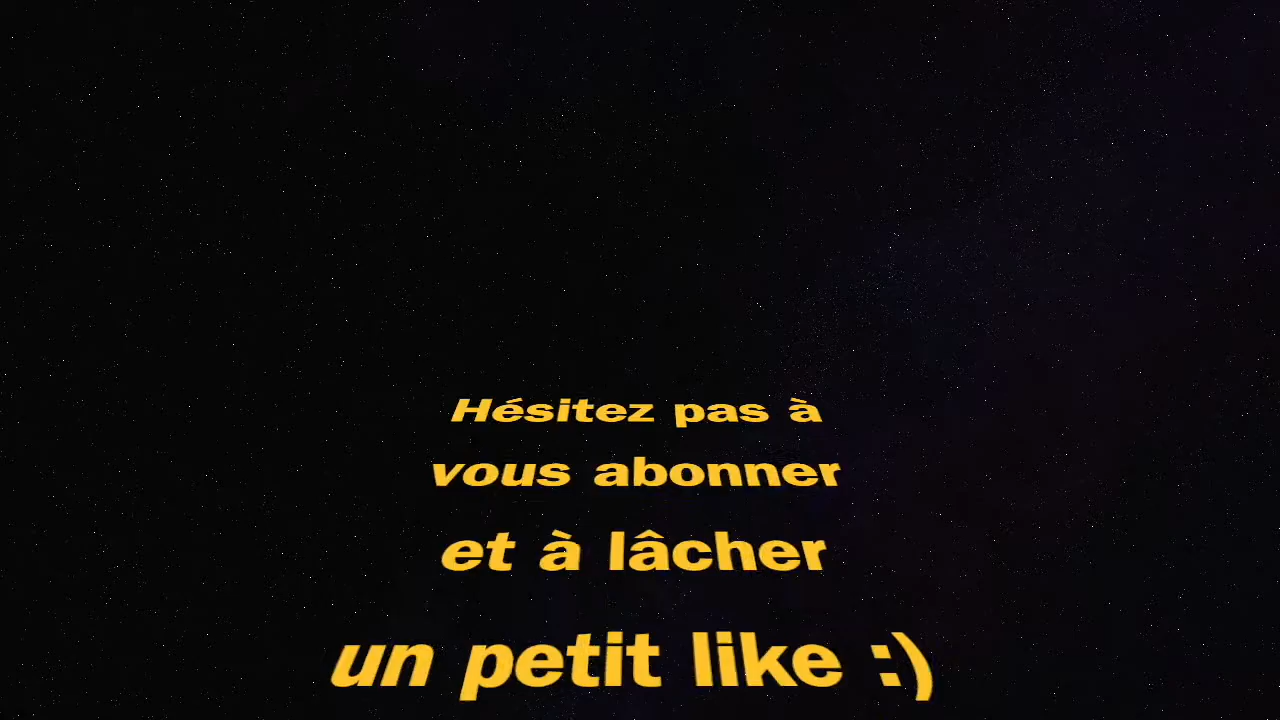 Hésitez pas à
vous abonner
et à lâcher
un petit like :)